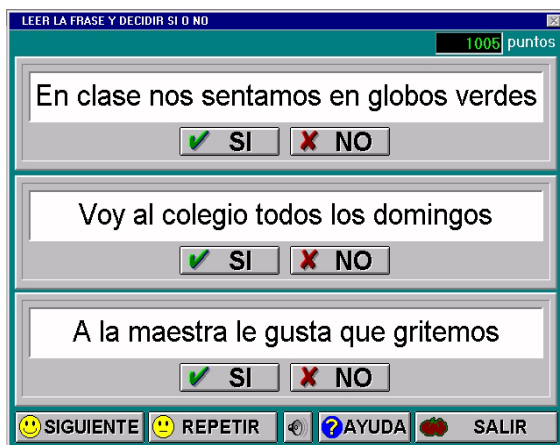 LEER LA FRASE Y DECIDIR SI O NO
1005 puntos
En clase nos sentamos en globos verdes
SI NO
Voy al colegio todos los domingos
SI NO
A la maestra le gusta que gritemos
SI NO
SIGUIENTE REPETIR ?AYUDA SALIR